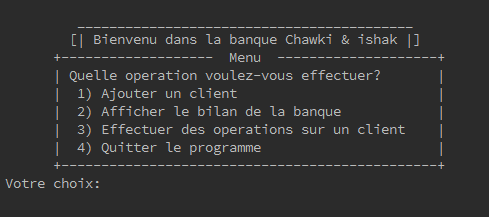 [| Bienvenu dans la banque Chawki & ishak |]
+------------------- Menu --------------------+
| Quelle operation voulez-vous effectuer? |
| 1) Ajouter un client |
| 2) Afficher le bilan de la banque |
| 3) Effectuer des operations sur un client |
| 4) Quitter le programme |
+-----------------------------------------------+
Votre choix: